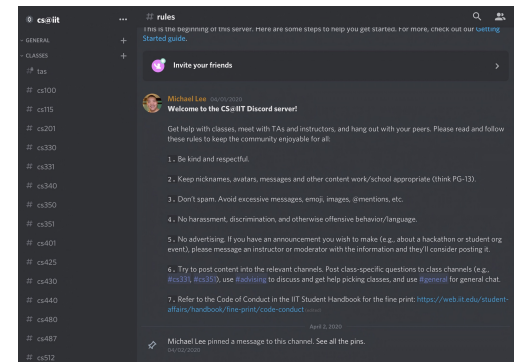 cs@iit
GENERAL
CLASSES
tas
# cs100
# cs115
# cs201
# cs330
# cs331
# cs340
# cs350
# cs351
# cs401
# cs425
# cs430
# cs440
# cs480
# cs487
# cs512
# rules
This is the beginning of this server. Here are some steps to help you get started. For more, check out our Getting
Started guide.
Invite your friends
Michael Lee 04/01/2020
Welcome to the CS@IIT Discord server!
Get help with classes, meet with TAs and instructors, and hang out with your peers. Please read and follow
these rules to keep the community enjoyable for all:
1. Be kind and respectful.
2. Keep nicknames, avatars, messages and other content work/school appropriate (think PG-13).
3. Don't spam. Avoid excessive messages, emoji, images, @mentions, etc.
4. No harassment, discrimination, and otherwise offensive behavior/language.
5. No advertising. If you have an announcement you wish to make (e.g., about a hackathon or student org
event), please message an instructor or moderator with the information and they'll consider posting it.
6. Try to post content into the relevant channels. Post class-specific questions to class channels (e.g.,
#cs331, #cs351), use #advising to discuss and get help picking classes, and use #general for general chat.
7. Refer to the Code of Conduct in the IIT Student Handbook for the fine print: https://web.iit.edu/student-
affairs/handbook/fine-print/code-conduct (edited)
April 2, 2020
Michael Lee pinned a message to this channel. See all the pins.
04/02/2020